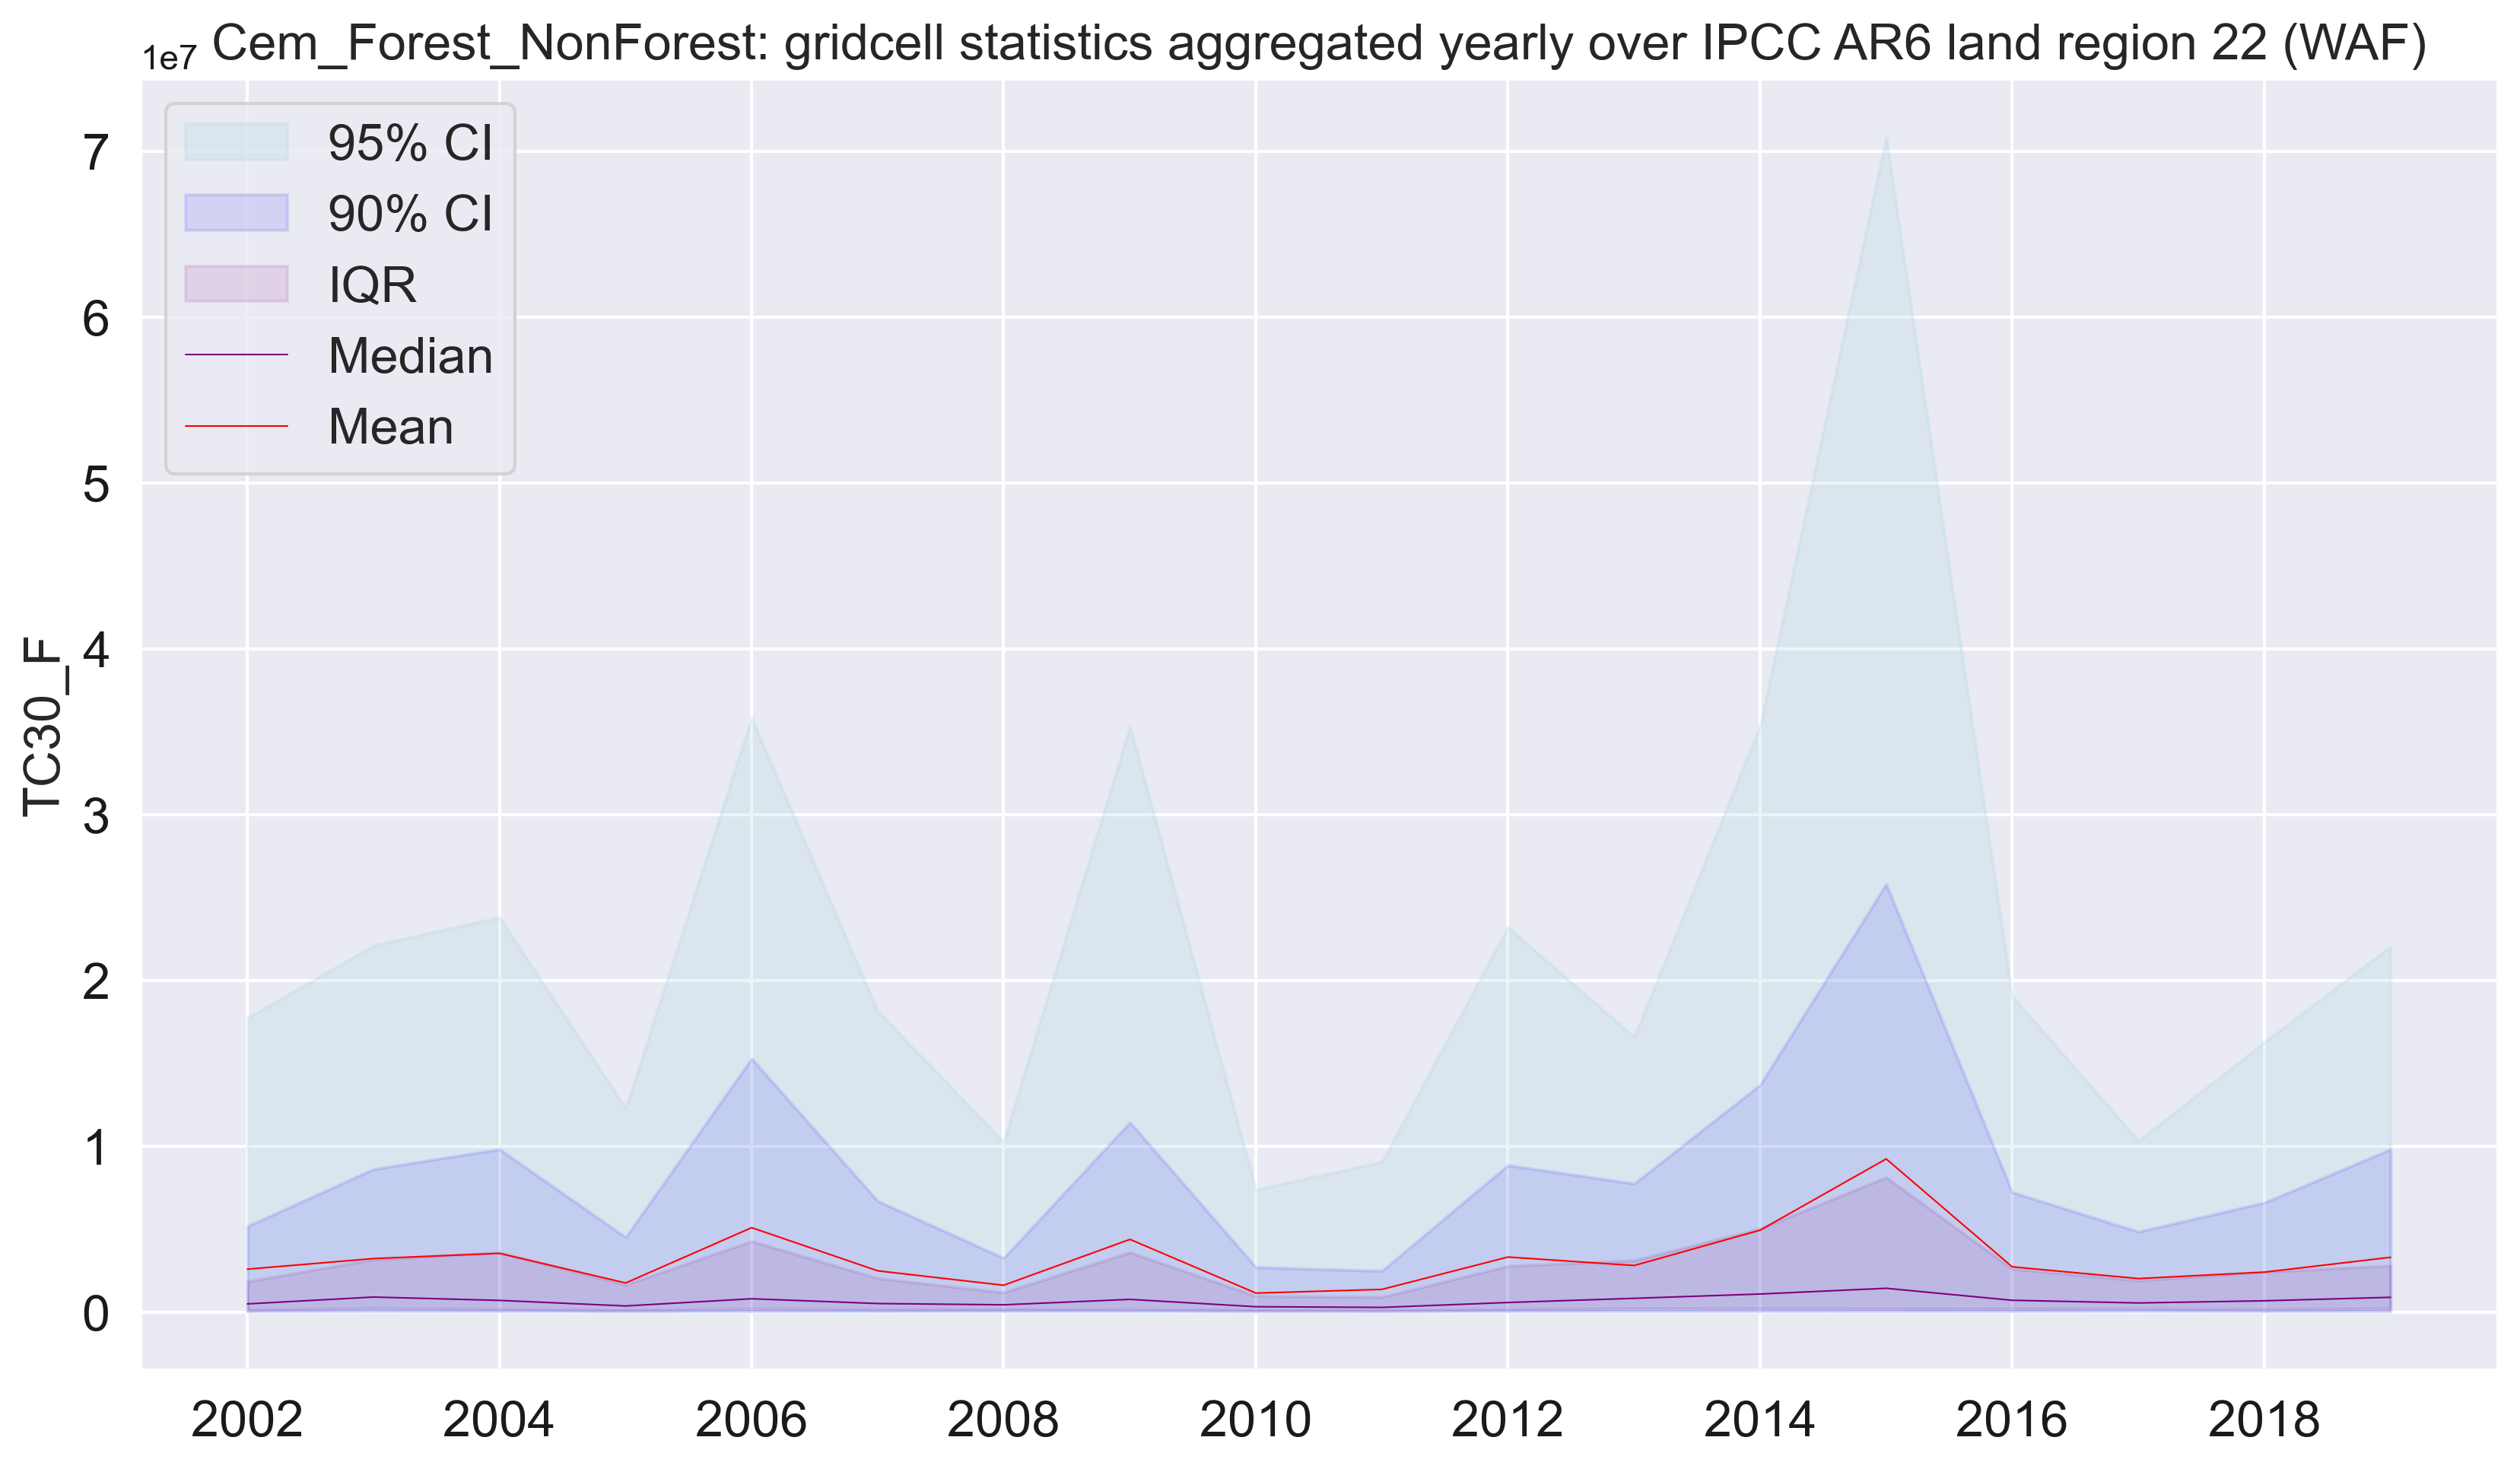 1e7 Cem_Forest_NonForest: gridcell statistics aggregated yearly over IPCC AR6 land region 22 (WAF)
95% CI
90% CI
IQR
Median
Mean
TC30_F
7
6
5
4
3
2
1
0
2002 2004 2006 2008 2010 2012 2014 2016 2018